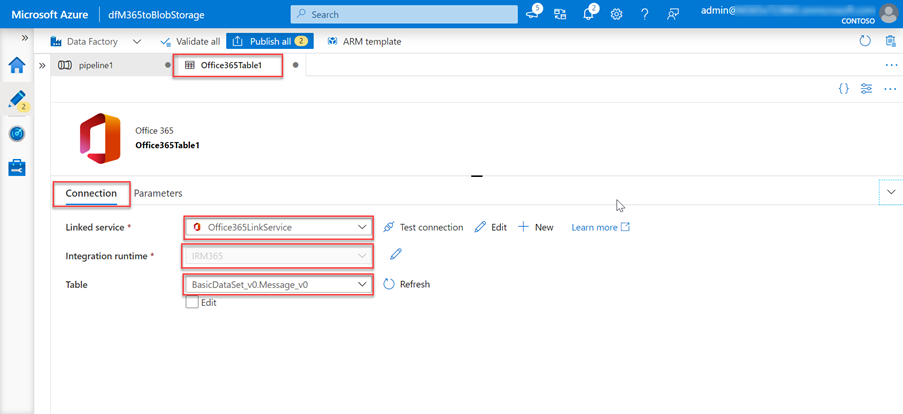 Microsoft Azure | dfM365toBlobStorage
Search
5
2
admin@
CONTOSO
Data Factory
Validate all
Publish all 2
ARM template
pipeline1
Office365Table1
2
{}
Office 365
Office365Table1
Connection
Parameters
Linked service *
Office365LinkService
Test connection
Edit
New
Learn more
Integration runtime *
IRM365
Table
BasicDataSet_v0.Message_v0
Refresh
Edit